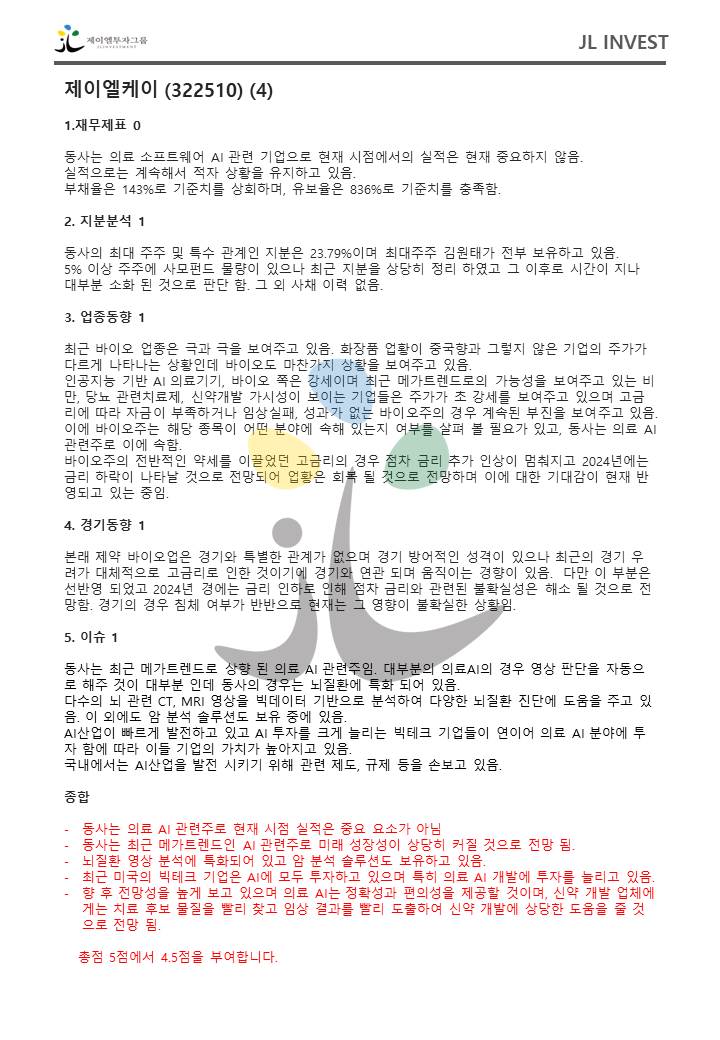 제이엘투자그룹
JL INVESTMENT
JL INVEST
제이엘케이 (322510) (4)
1.재무제표 0
동사는 의료 소프트웨어 AI 관련 기업으로 현재 시점에서의 실적은 현재 중요하지 않음.
실적으로는 계속해서 적자 상황을 유지하고 있음.
부채율은 143%로 기준치를 상회하며, 유보율은 836%로 기준치를 충족함.
2. 지분분석 1
동사의 최대 주주 및 특수 관계인 지분은 23.79%이며 최대주주 김원태가 전부 보유하고 있음.
5% 이상 주주에 사모펀드 물량이 있으나 최근 지분을 상당히 정리 하였고 그 이후로 시간이 지나
대부분 소화 된 것으로 판단 함. 그 외 사채 이력 없음.
3. 업종동향 1
최근 바이오 업종은 극과 극을 보여주고 있음. 화장품 업황이 중국향과 그렇지 않은 기업의 주가가
다르게 나타나는 상황인데 바이오도 마찬가지 상황을 보여주고 있음.
인공지능 기반 AI 의료기기, 바이오 쪽은 강세이며 최근 메가트렌드로의 가능성을 보여주고 있는 비
만, 당뇨 관련치료제, 신약개발 가시성이 보이는 기업들은 주가가 초 강세를 보여주고 있으며 고금
리에 따라 자금이 부족하거나 임상실패, 성과가 없는 바이오주의 경우 계속된 부진을 보여주고 있음.
이에 바이오주는 해당 종목이 어떤 분야에 속해 있는지 여부를 살펴 볼 필요가 있고, 동사는 의료 AI
관련주로 이에 속함.
바이오주의 전반적인 약세를 이끌었던 고금리의 경우 점차 금리 추가 인상이 멈춰지고 2024년에는
금리 하락이 나타날 것으로 전망되어 업황은 회복 될 것으로 전망하며 이에 대한 기대감이 현재 반
영되고 있는 중임.
4. 경기동향 1
본래 제약 바이오업은 경기와 특별한 관계가 없으며 경기 방어적인 성격이 있으나 최근의 경기 우
려가 대체적으로 고금리로 인한 것이기에 경기와 연관 되며 움직이는 경향이 있음. 다만 이 부분은
선반영 되었고 2024년 경에는 금리 인하로 인해 점차 금리와 관련된 불확실성은 해소 될 것으로 전
망함. 경기의 경우 침체 여부가 반반으로 현재는 그 영향이 불확실한 상황임.
5. 이슈 1
동사는 최근 메가트렌드로 상향 된 의료 AI 관련주임. 대부분의 의료AI의 경우 영상 판단을 자동으
로 해주 것이 대부분 인데 동사의 경우는 뇌질환에 특화 되어 있음.
다수의 뇌 관련 CT, MRI 영상을 빅데이터 기반으로 분석하여 다양한 뇌질환 진단에 도움을 주고 있
음. 이 외에도 암 분석 솔루션도 보유 중에 있음.
AI산업이 빠르게 발전하고 있고 AI 투자를 크게 늘리는 빅테크 기업들이 연이어 의료 AI 분야에 투
자 함에 따라 이들 기업의 가치가 높아지고 있음.
국내에서는 AI산업을 발전 시키기 위해 관련 제도, 규제 등을 손보고 있음.
종합
- 동사는 의료 AI 관련주로 현재 시점 실적은 중요 요소가 아님
- 동사는 최근 메가트렌드인 AI 관련주로 미래 성장성이 상당히 커질 것으로 전망 됨.
- 뇌질환 영상 분석에 특화되어 있고 암 분석 솔루션도 보유하고 있음.
- 최근 미국의 빅테크 기업은 AI에 모두 투자하고 있으며 특히 의료 AI 개발에 투자를 늘리고 있음.
- 향 후 전망성을 높게 보고 있으며 의료 AI는 정확성과 편의성을 제공할 것이며, 신약 개발 업체에
게는 치료 후보 물질을 빨리 찾고 임상 결과를 빨리 도출하여 신약 개발에 상당한 도움을 줄 것
으로 전망 됨.
총점 5점에서 4.5점을 부여합니다.